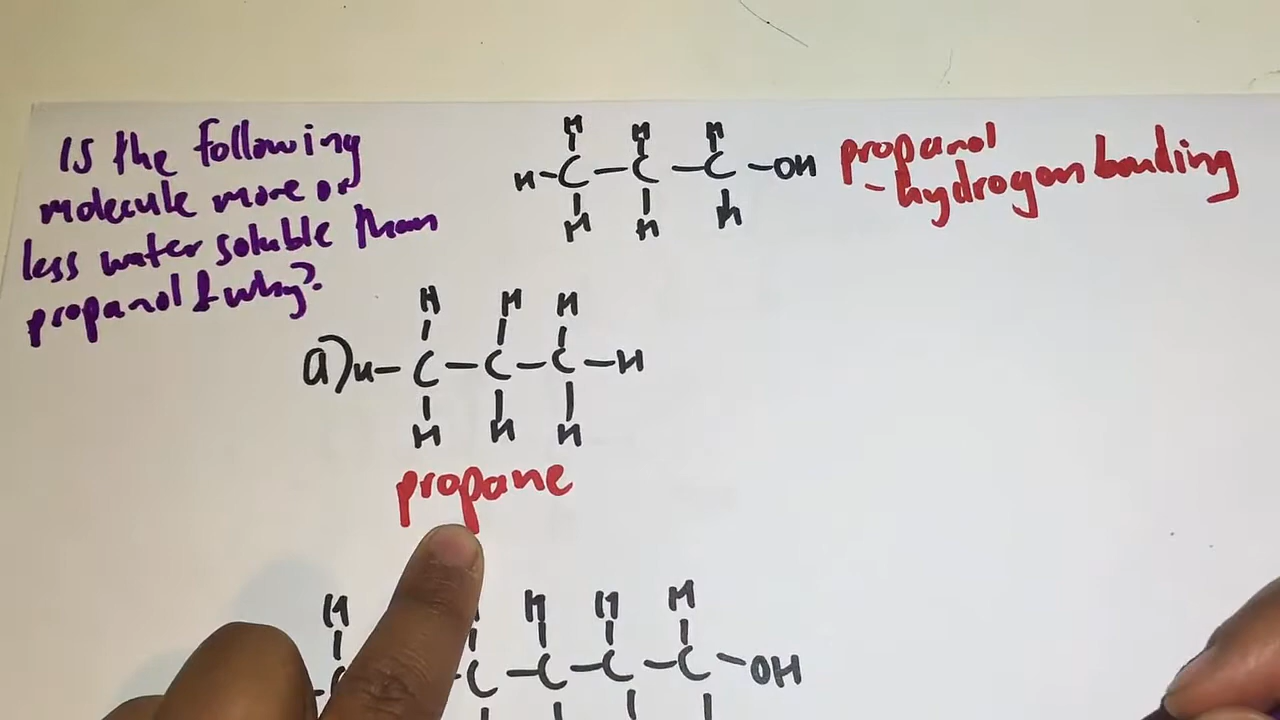 Is the following
molecule more or
less water soluble than
propanol & why?
H H H
H-C-C-C-OH
H H H
propanol
- hydrogen bonding
H H H
a) H-C-C-C-H
H H H
propane
H H H H
C-C-C-C-OH